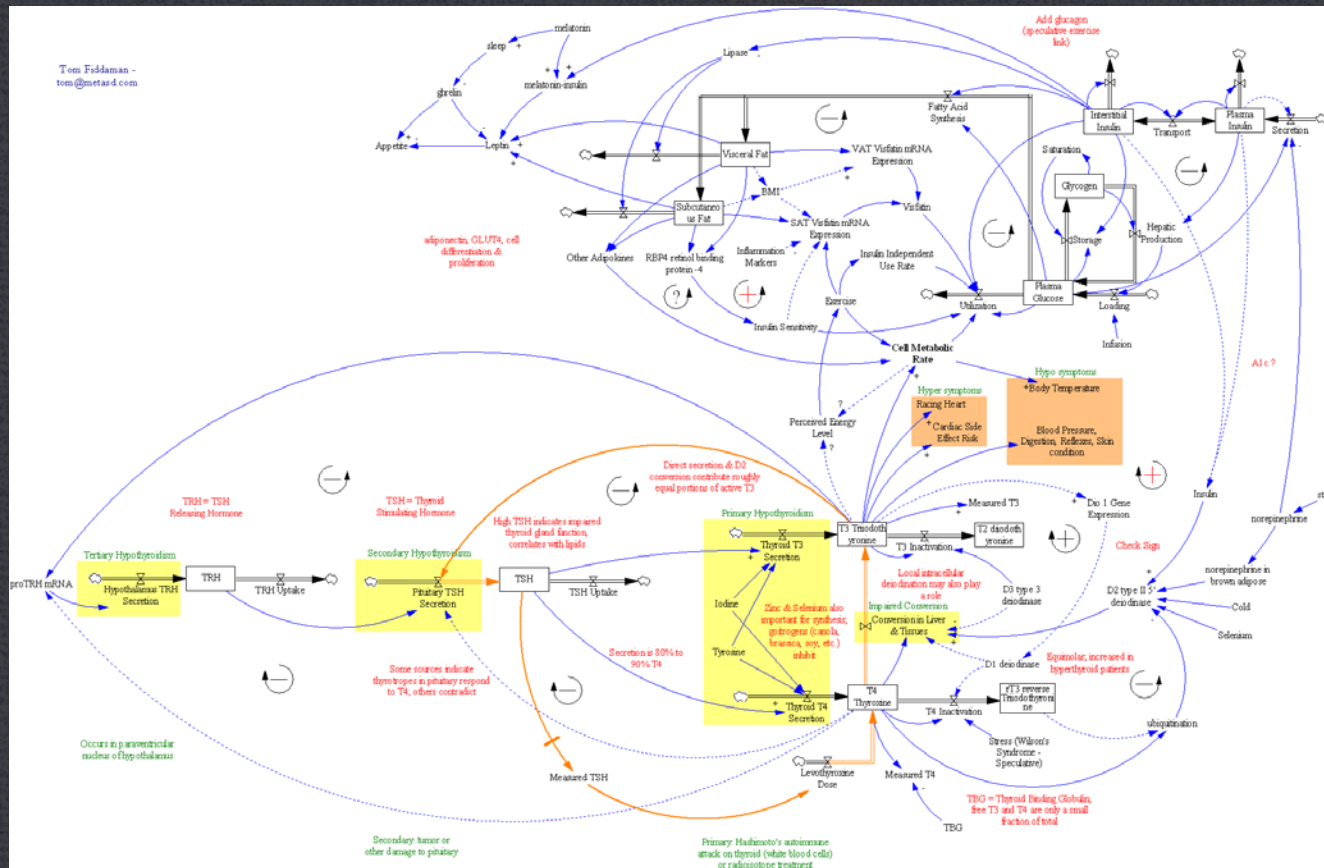 Tom Fiddaman -
tom@metasd.com
melatonin
sleep
ghrelin
melatonin-insulin
Appetite
Leptin
Lipase
Add glucagon
(speculative exercise
link)
Fatty Acid
Synthesis
Interstitial
Insulin
Transport
Plasma
Insulin
Secretion
Visceral Fat
VAT Visfatin mRNA
Expression
BMI
Subcutaneo
us Fat
SAT Visfatin mRNA
Expression
Visfatin
Saturation
Glycogen
Storage
Hepatic
Production
adiponectin, GLUT4, cell
differentiation &
proliferation
Other Adipokines
RBP4 retinol binding
protein -4
Inflammation
Markers
Insulin Independent
Use Rate
Exercise
Utilization
Plasma
Glucose
Loading
Infusion
Insulin Sensitivity
Cell Metabolic
Rate
A1c ?
Hyper symptoms
Racing Heart
Cardiac Side
Effect Risk
Hypo symptoms
Body Temperature
Blood Pressure,
Digestion, Reflexes, Skin
condition
Perceived Energy
Level
TRH = TSH
Releasing Hormone
TSH = Thyroid
Stimulating Hormone
Direct secretion & D2
conversion contribute roughly
equal portions of active T3
High TSH indicates impaired
thyroid gland function,
correlates with lipids
Tertiary Hypothyroidism
proTRH mRNA
Hypothalamus TRH
Secretion
TRH
TRH Uptake
Secondary Hypothyroidism
Pituitary TSH
Secretion
TSH
TSH Uptake
Primary Hypothyroidism
Thyroid T3
Secretion
Iodine
Tyrosine
Thyroid T4
Secretion
T3 Triiodoth
yronine
Measured T3
T3 Inactivation
T2 diiodoth
yronine
Dio 1 Gene
Expression
Insulin
norepinephrine
Check Sign
norepinephrine
in brown adipose
D2 type II 5'
deiodinase
Cold
Selenium
Local intracellular
deiodination may also play
a role
D3 type 3
deiodinase
Impaired Conversion
Conversion in Liver
& Tissues
Zinc & Selenium also
important for synthesis;
goitrogens (canola,
brassica, soy, etc.)
inhibit
Secretion is 80% to
90% T4
Some sources indicate
thyrotropes in pituitary respond
to T4, others contradict
D1 deiodinase
Equimolar, increased in
hyperthyroid patients
T4
Thyroxine
T4 Inactivation
rT3 reverse
Triiodothyron
ine
ubiquitination
Stress (Wilson's
Syndrome -
Speculative)
Occurs in paraventricular
nucleus of hypothalamus
Measured TSH
Levothyroxine
Dose
Measured T4
TBG
TBG = Thyroid Binding Globulin;
free T3 and T4 are only a small
fraction of total
Secondary: tumor or
other damage to pituitary
Primary: Hashimoto's autoimmune
attack on thyroid (white blood cells)
or radioisotope treatment